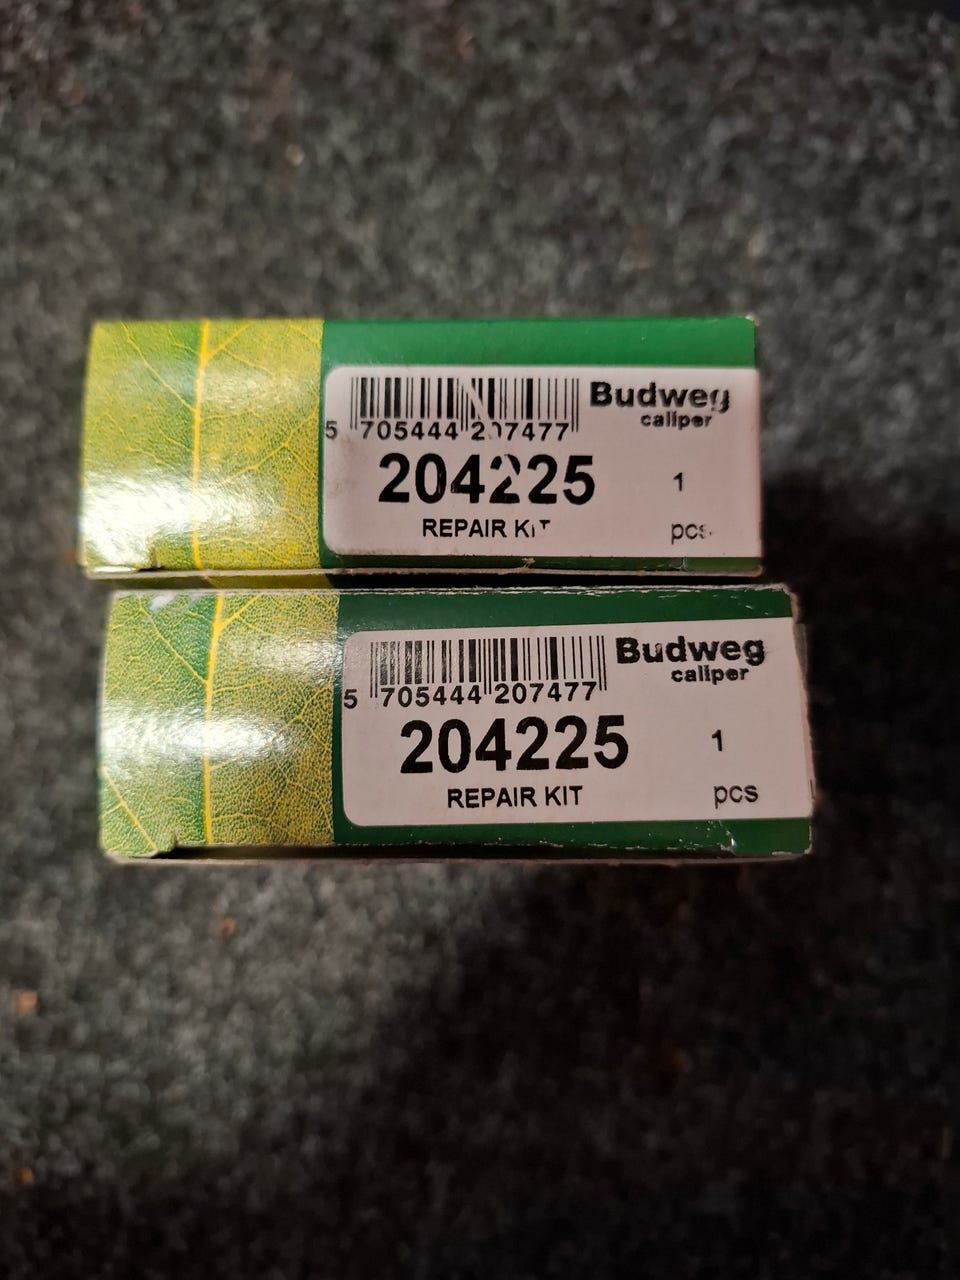 Budweg
caliper
5 705444 207477
204225
1
REPAIR KIT
pcs
Budweg
caliper
5 705444 207477
204225
1
REPAIR KIT
pcs